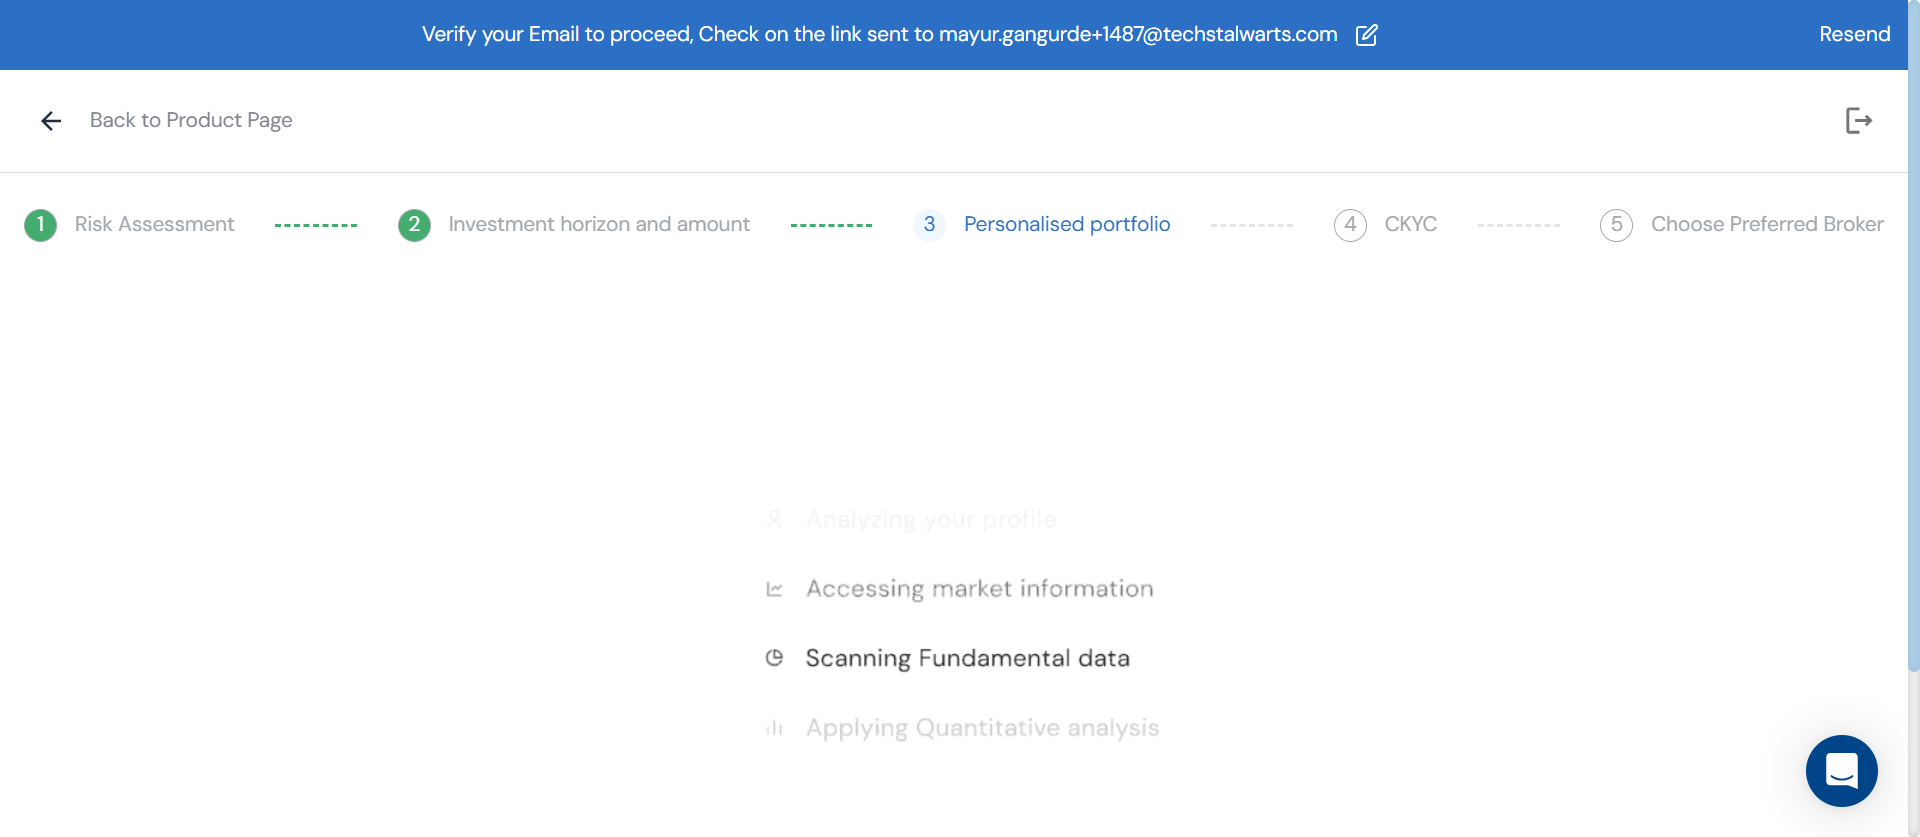 Verify your Email to proceed, Check on the link sent to mayur.gangurde+1487@techstalwarts.com Resend
Back to Product Page
1 Risk Assessment 2 Investment horizon and amount 3 Personalised portfolio 4 CKYC 5 Choose Preferred Broker
Analyzing your profile
Accessing market information
Scanning Fundamental data
Applying Quantitative analysis